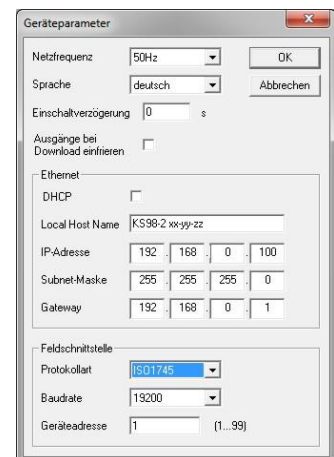 Geräteparameter
Netzfrequenz 50Hz OK
Sprache deutsch Abbrechen
Einschaltverzögerung 0 s
Ausgänge bei
Download einfrieren
Ethernet
DHCP
Local Host Name KS98-2 xx-yy-zz
IP-Adresse 192 . 168 . 0 . 100
Subnet-Maske 255 . 255 . 255 . 0
Gateway 192 . 168 . 0 . 1
Feldschnittstelle
Protokollart ISO1745
Baudrate 19200
Geräteadresse 1 (1...99)